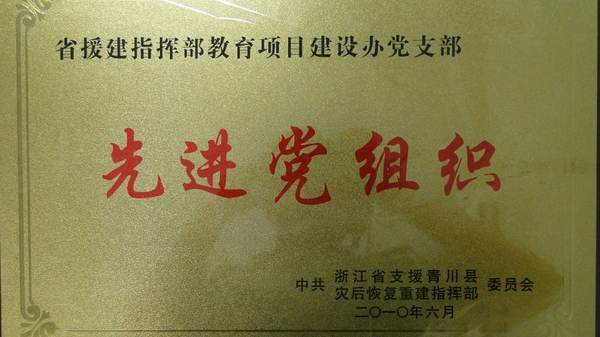 省援建指挥部教育项目建设办党支部
先进党组织
中共 浙江省支援青川县 委员会
灾后恢复重建指挥部
二〇一〇年六月